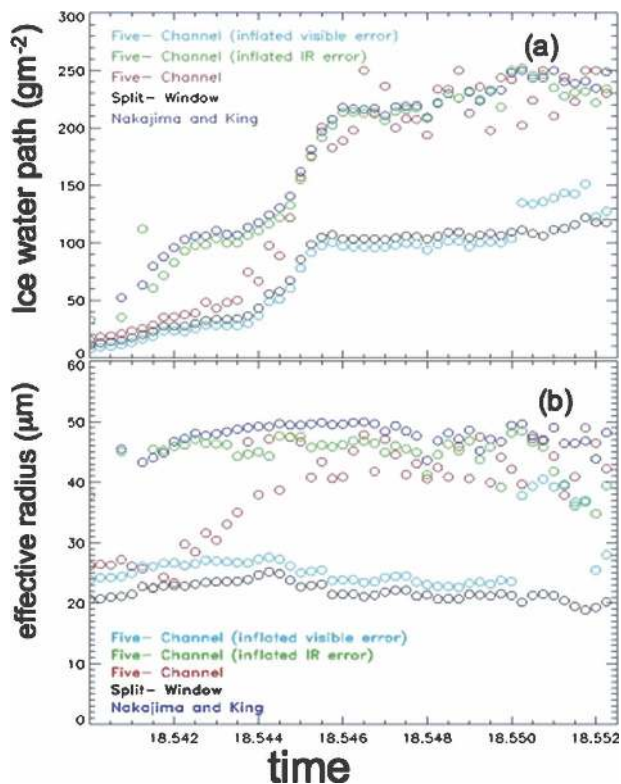 Five- Channel (inflated visible error)
(a)
Five- Channel (inflated IR error)
Five- Channel
Split- Window
Nakajima and King
Ice water path (gm-2)
300
250
200
150
100
50
0
60
(b)
effective radius (µm)
50
40
30
20
10
0
Five- Channel (inflated visible error)
Five- Channel (inflated IR error)
Five- Channel
Split- Window
Nakajima and King
18.542 18.544 18.546 18.548 18.550 18.552
time